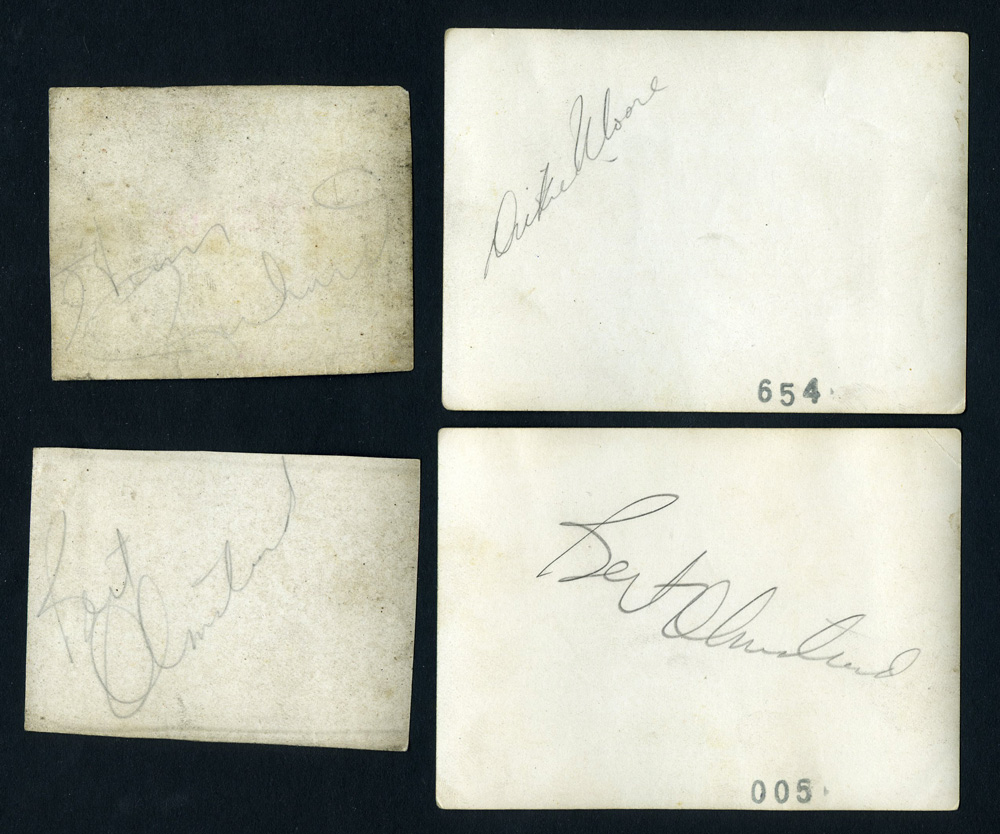 Dickie Moore
654
Bert
Olmstead
Bert Olmstead
005